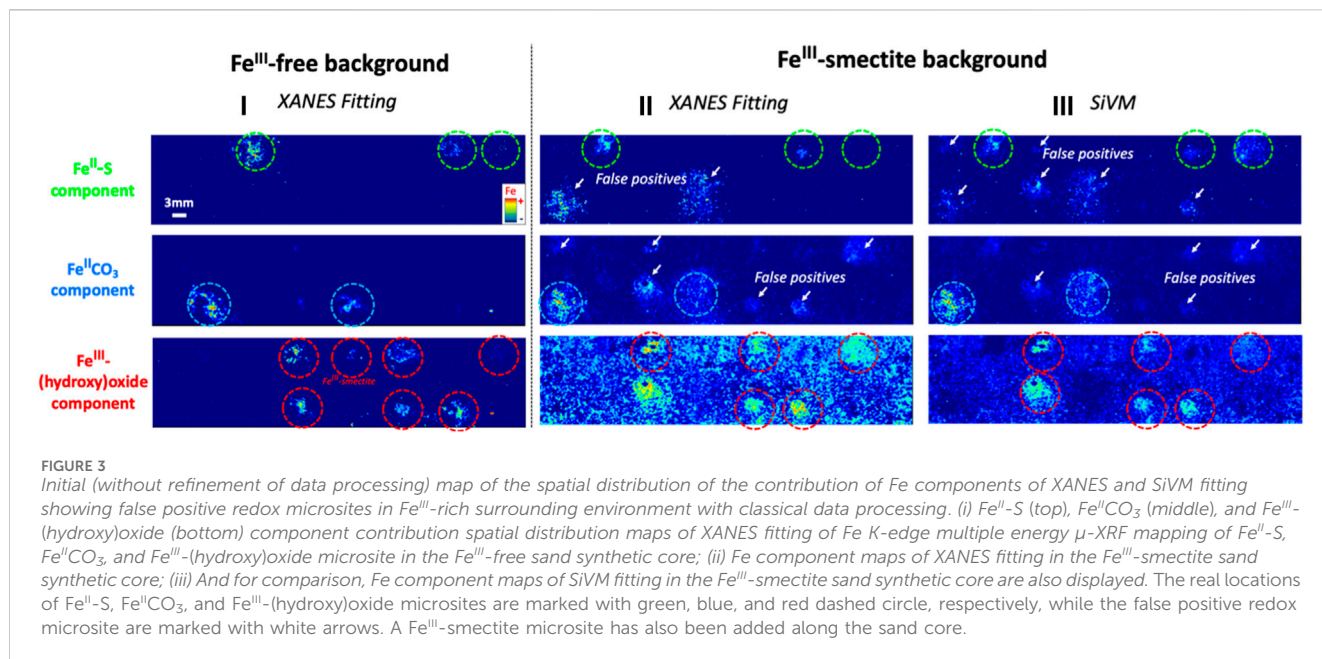 Fe^III-free background
Fe^III-smectite background
I XANES Fitting
II XANES Fitting
III SiVM
Fe^II-S
component
Fe
+
-
3mm
False positives
False positives
Fe^IICO₃
component
False positives
False positives
Fe^III-
(hydroxy)oxide
component
Fe^III-smectite
FIGURE 3
Initial (without refinement of data processing) map of the spatial distribution of the contribution of Fe components of XANES and SiVM fitting
showing false positive redox microsites in Fe^III-rich surrounding environment with classical data processing. (i) Fe^II-S (top), Fe^IICO₃ (middle), and Fe^III-
(hydroxy)oxide (bottom) component contribution spatial distribution maps of XANES fitting of Fe K-edge multiple energy μ-XRF mapping of Fe^II-S,
Fe^IICO₃, and Fe^III-(hydroxy)oxide microsite in the Fe^III-free sand synthetic core; (ii) Fe component maps of XANES fitting in the Fe^III-smectite sand
synthetic core; (iii) And for comparison, Fe component maps of SiVM fitting in the Fe^III-smectite sand synthetic core are also displayed. The real locations
of Fe^II-S, Fe^IICO₃, and Fe^III-(hydroxy)oxide microsites are marked with green, blue, and red dashed circle, respectively, while the false positive redox
microsite are marked with white arrows. A Fe^III-smectite microsite has also been added along the sand core.